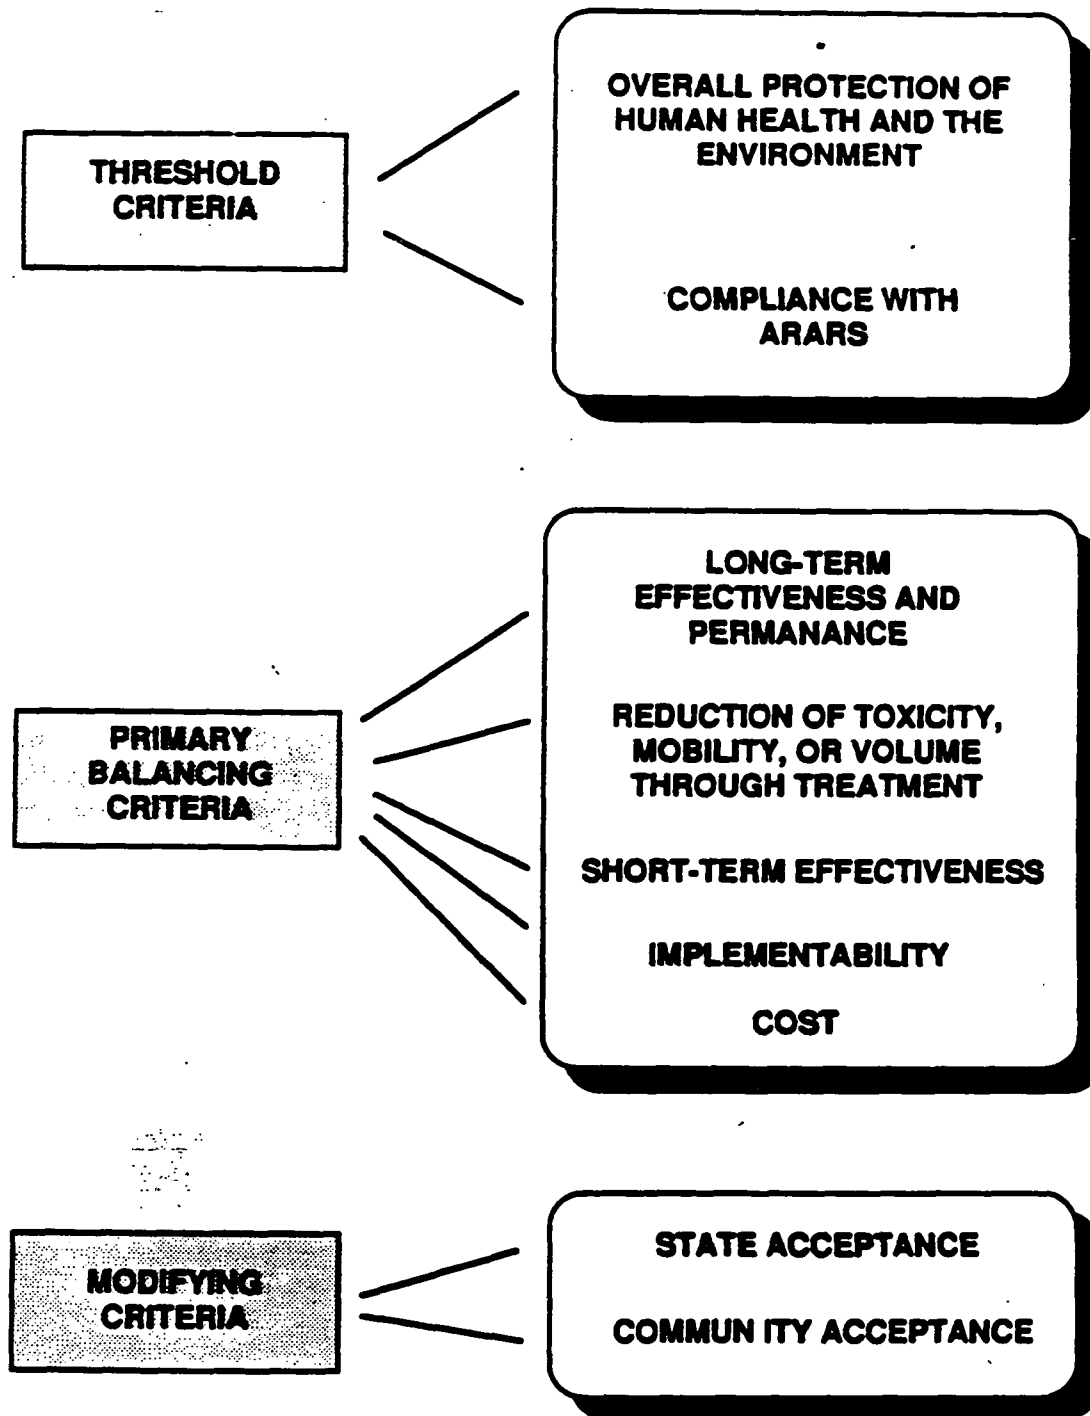 THRESHOLD
CRITERIA
OVERALL PROTECTION OF
HUMAN HEALTH AND THE
ENVIRONMENT
COMPLIANCE WITH
ARARS
PRIMARY
BALANCING
CRITERIA
LONG-TERM
EFFECTIVENESS AND
PERMANANCE
REDUCTION OF TOXICITY,
MOBILITY, OR VOLUME
THROUGH TREATMENT
SHORT-TERM EFFECTIVENESS
IMPLEMENTABILITY
COST
MODIFYING
CRITERIA
STATE ACCEPTANCE
COMMUN ITY ACCEPTANCE